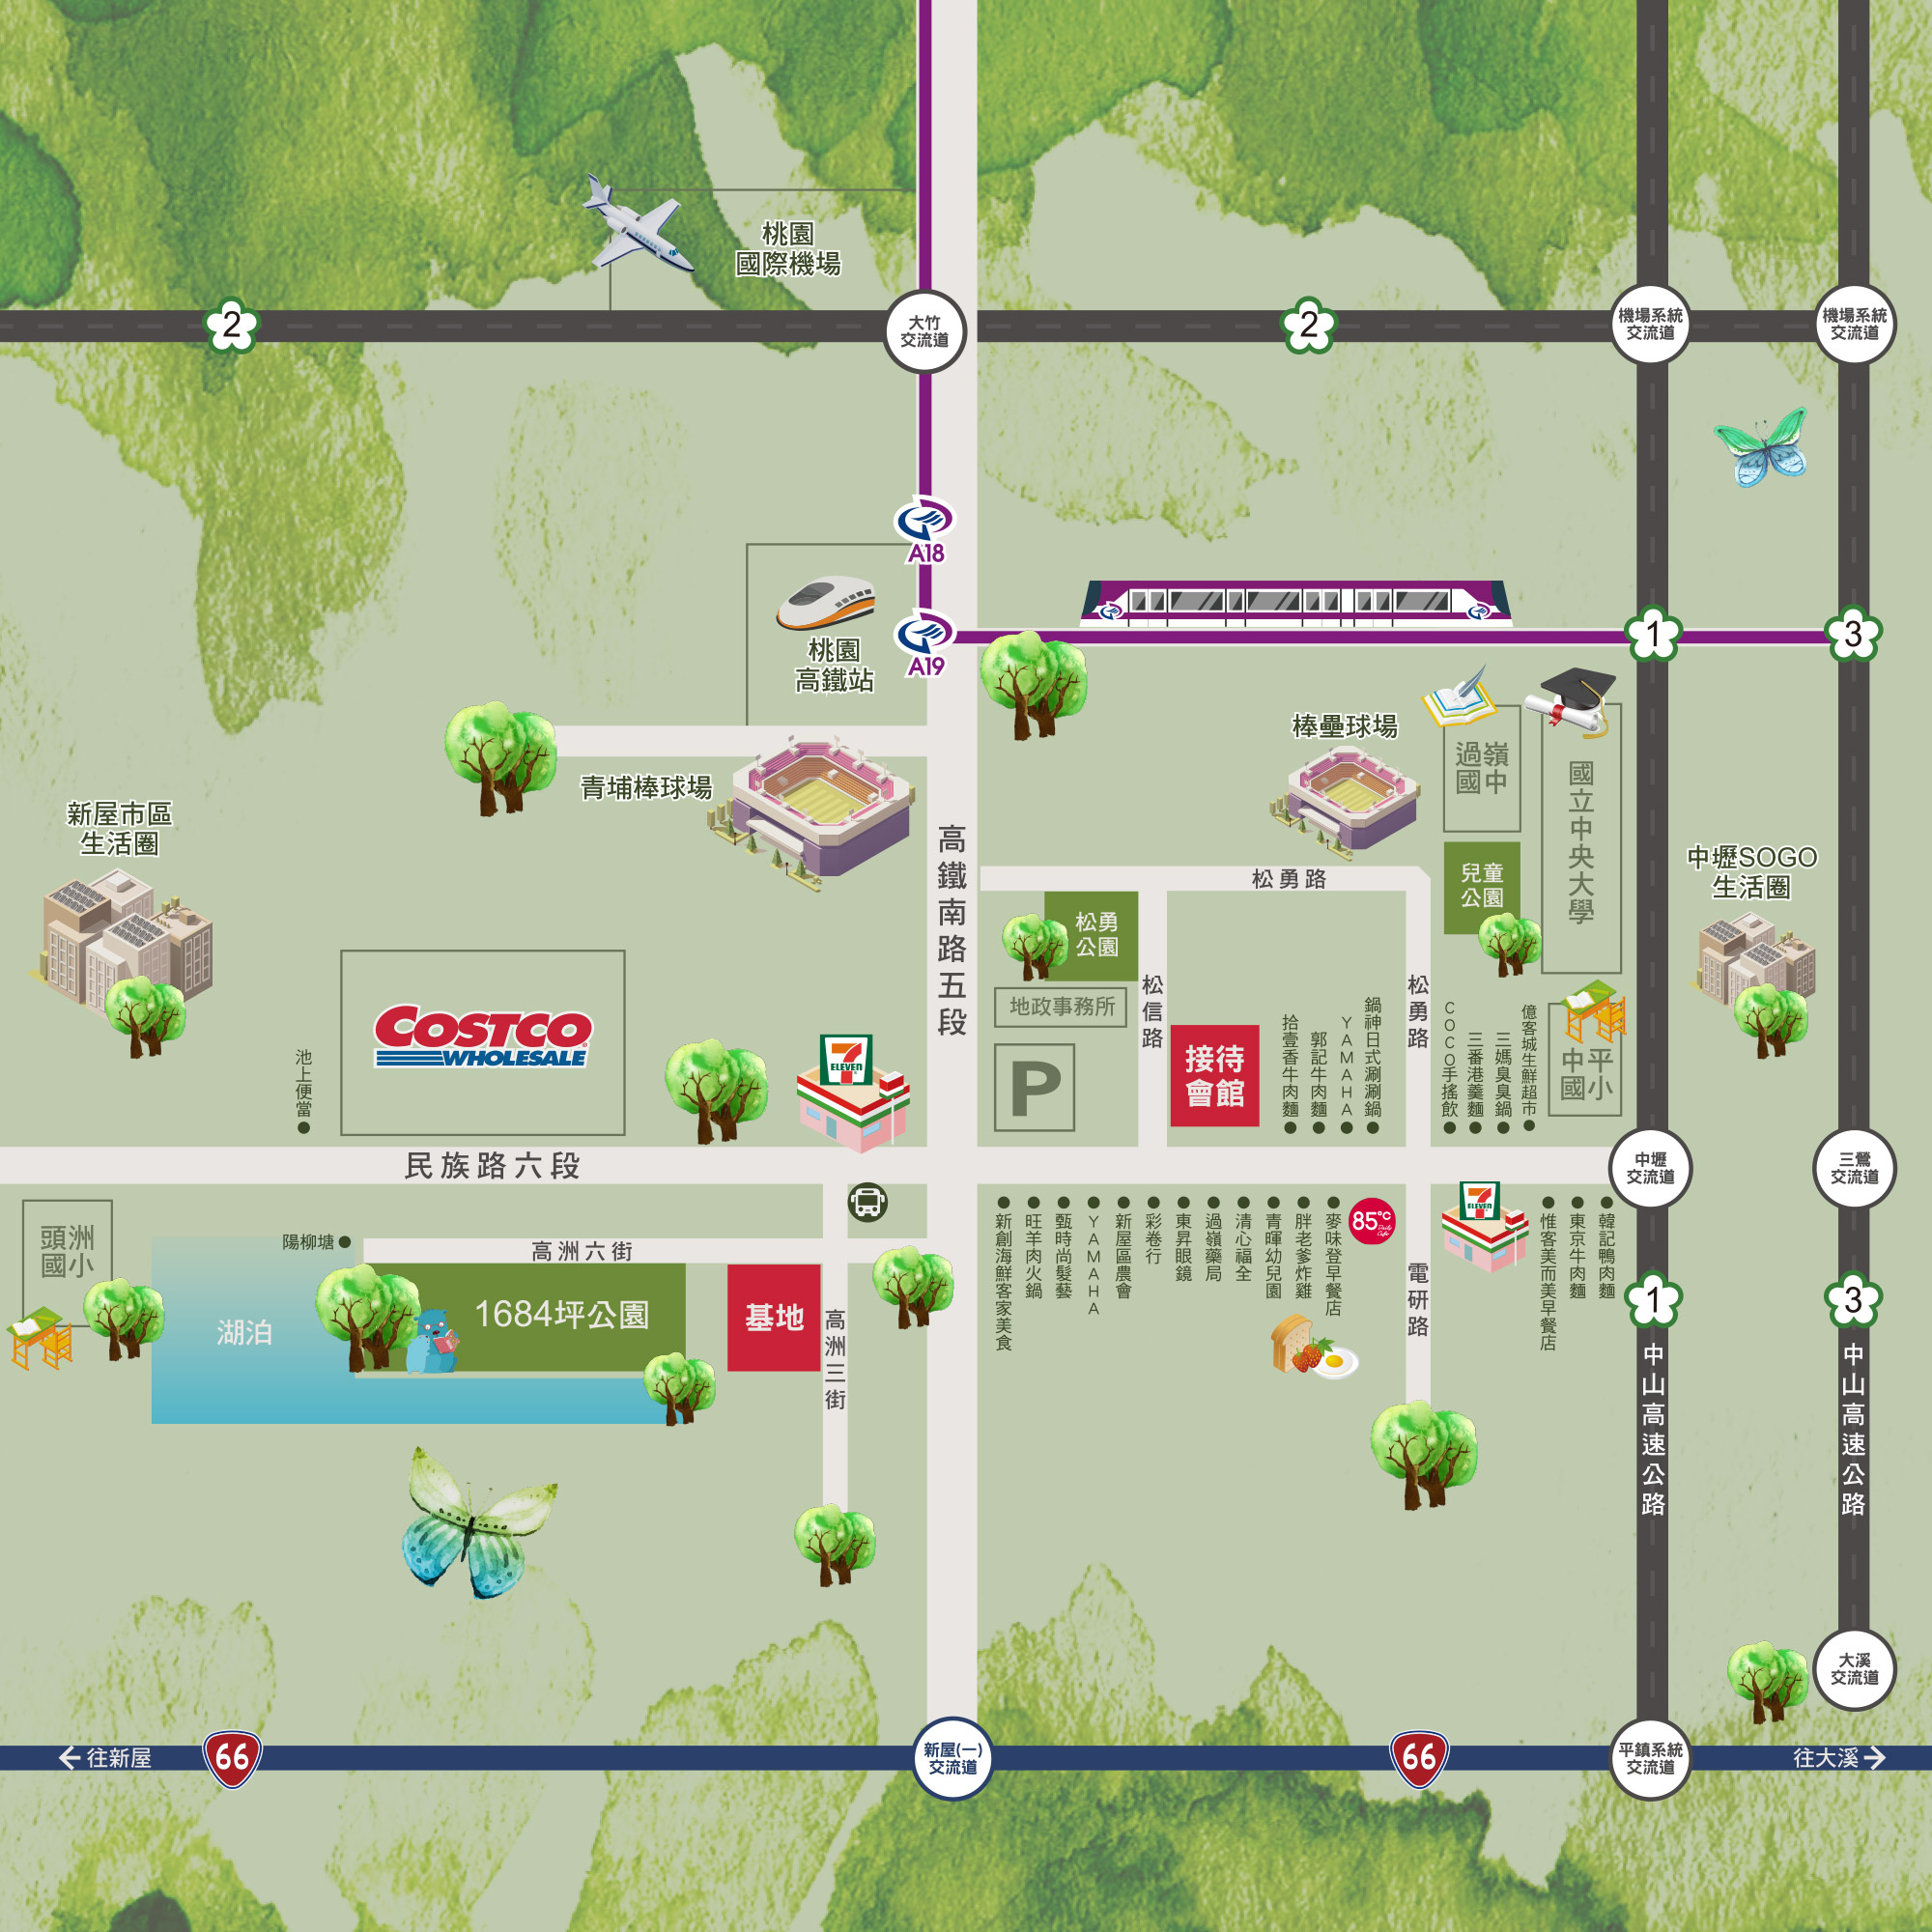 桃園
國際機場
2
大竹
交流道
2
機場系統
交流道
機場系統
交流道
A18
桃園
高鐵站
A19
1
3
青埔棒球場
棒壘球場
過嶺
國中
國立中央大學
新屋市區
生活圈
高鐵南路五段
松勇路
兒童
公園
中壢SOGO
生活圈
松勇
公園
地政事務所
松信路
松勇路
P
接待
會館
COSTCO
WHOLESALE
池上便當
7
ELEVEN
拾壹香牛肉麵
郭記牛肉麵
YAMAHA
鍋神日式涮涮鍋
COCO手搖飲
三番港羹麵
三媽臭臭鍋
億客城生鮮超市
中平
國小
民族路六段
中壢
交流道
三鶯
交流道
頭洲
國小
陽柳塘
高洲六街
湖泊
1684坪公園
基地
高洲三街
新創海鮮客家美食
旺羊肉火鍋
甄時尚髮藝
YAMAHA
新屋區農會
彩卷行
東昇眼鏡
過嶺藥局
清心福全
青暉幼兒園
胖老爹炸雞
麥味登早餐店
85°C
Daily
Cafe
電研路
7
ELEVEN
惟客美而美早餐店
東京牛肉麵
韓記鴨肉麵
1
中山高速公路
3
中山高速公路
大溪
交流道
往新屋
66
新屋(一)
交流道
66
平鎮系統
交流道
往大溪